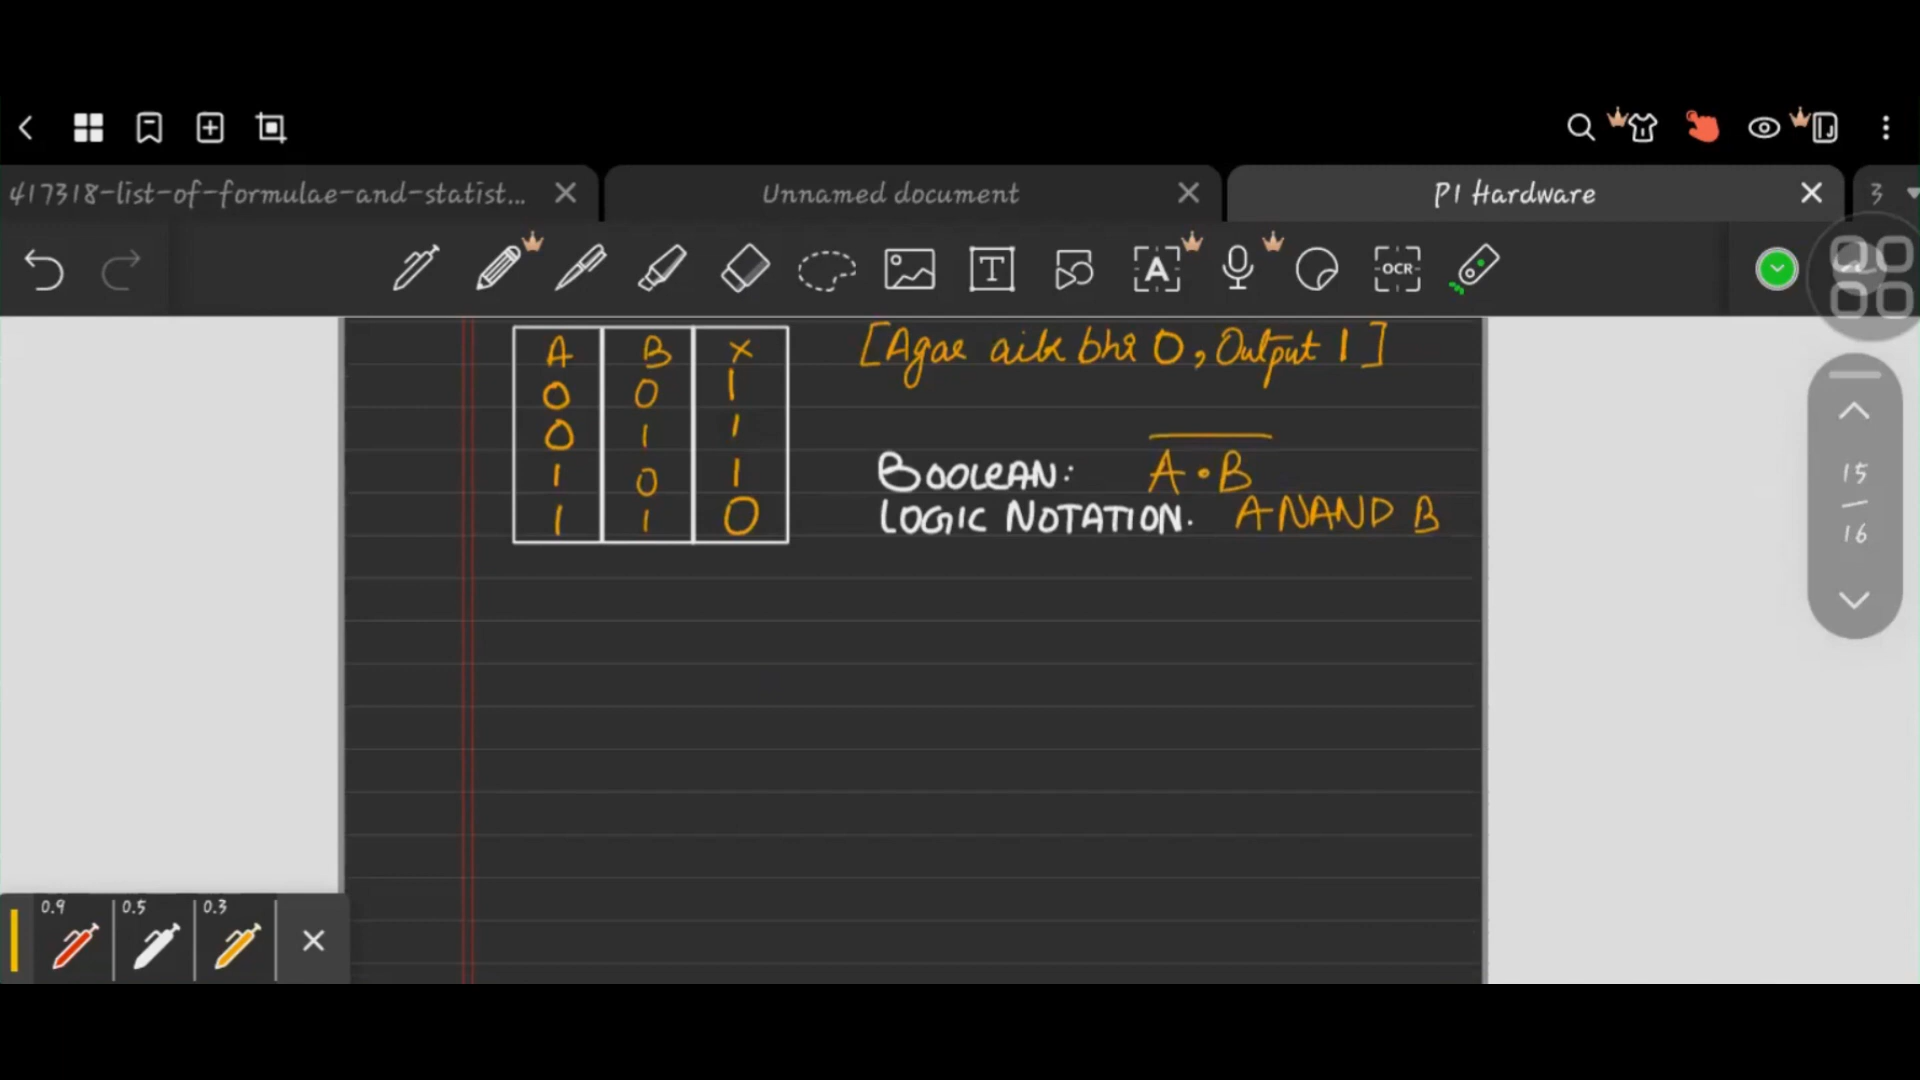 417318-list-of-formulae-and-statist...
Unnamed document
P1 Hardware
3
T
A
OCR
A B X
[Agar aik bhi 0, Output 1]
0 0 1
0 1 1
1 0 1
1 1 0
BOOLEAN: \overline{A·B}
LOGIC NOTATION. A NAND B
15
16
0.9 0.5 0.3